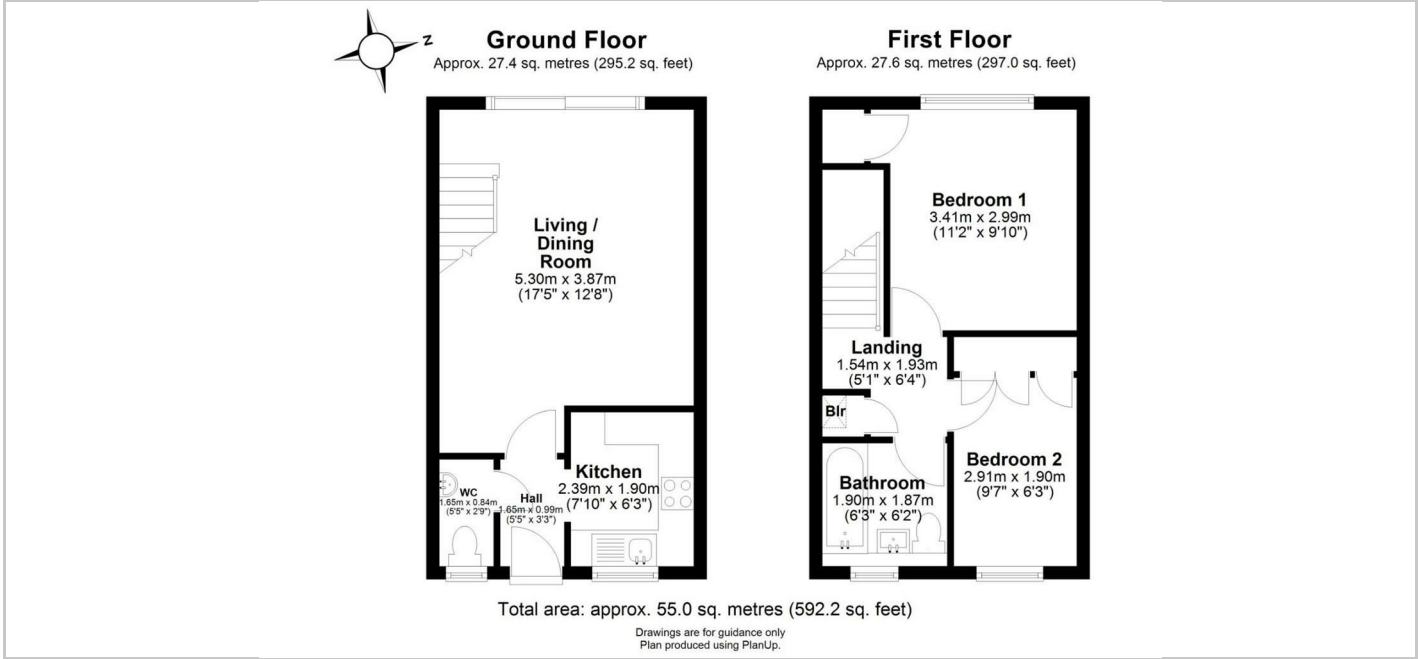 Z
Ground Floor
Approx. 27.4 sq. metres (295.2 sq. feet)
Living /
Dining
Room
5.30m x 3.87m
(17'5" x 12'8")
Kitchen
2.39m x 1.90m
(7'10" x 6'3")
WC
1.65m x 0.84m
(5'5" x 2'9")
Hall
1.65m x 0.99m
(5'5" x 3'3")
First Floor
Approx. 27.6 sq. metres (297.0 sq. feet)
Bedroom 1
3.41m x 2.99m
(11'2" x 9'10")
Landing
1.54m x 1.93m
(5'1" x 6'4")
Blr
Bathroom
1.90m x 1.87m
(6'3" x 6'2")
Bedroom 2
2.91m x 1.90m
(9'7" x 6'3")
Total area: approx. 55.0 sq. metres (592.2 sq. feet)
Drawings are for guidance only
Plan produced using PlanUp.